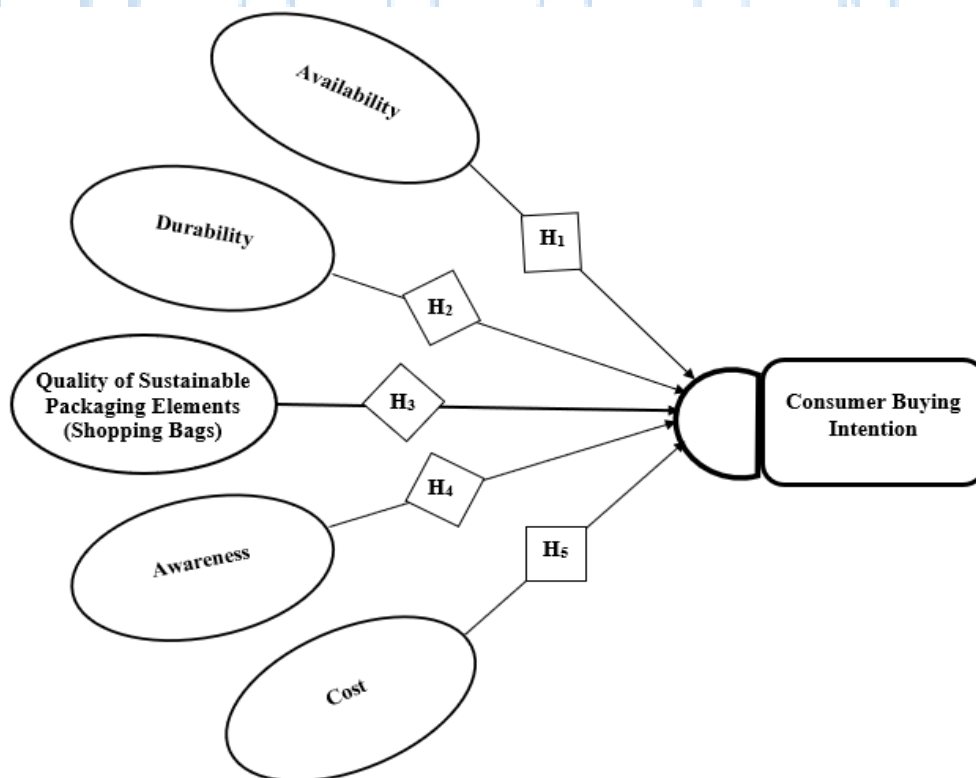 Availability
H₁
Durability
H₂
Quality of Sustainable
Packaging Elements
(Shopping Bags)
H₃
Consumer Buying
Intention
Awareness
H₄
Cost
H₅